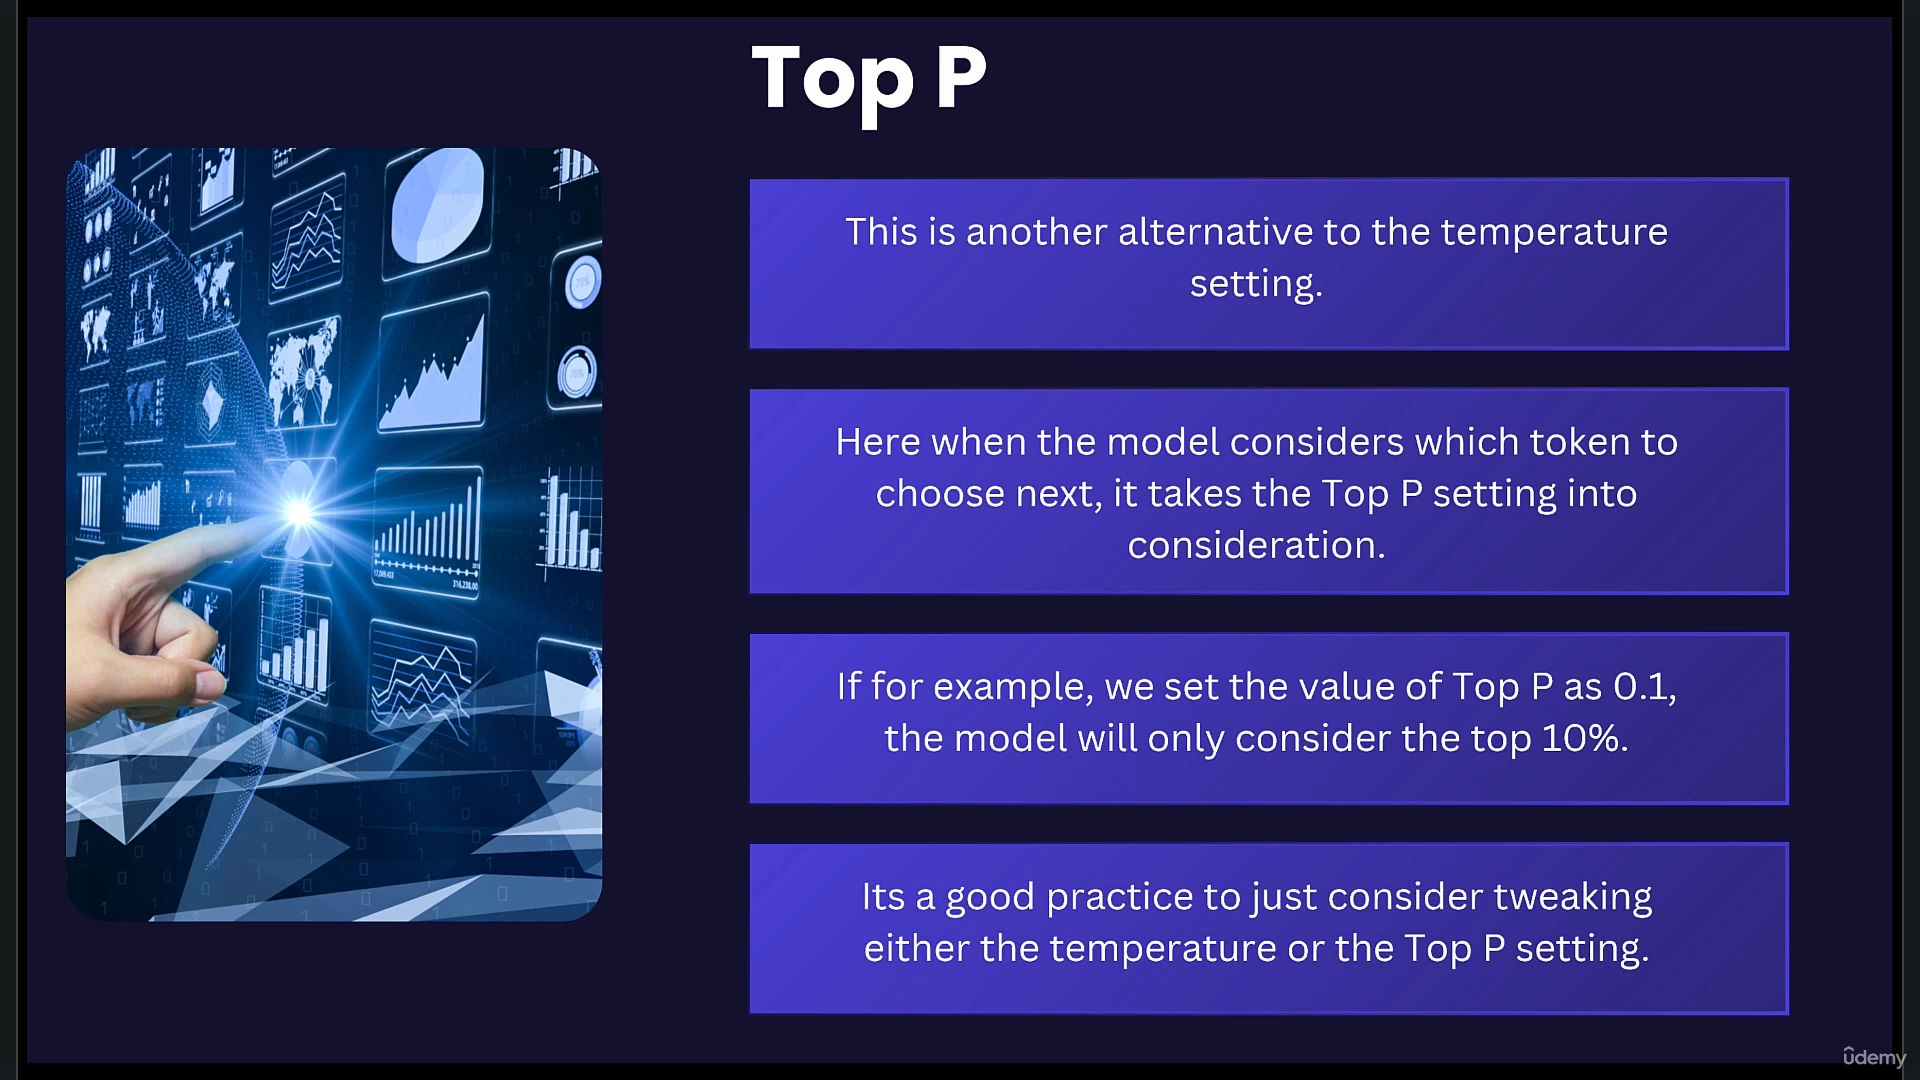 Top P
This is another alternative to the temperature
setting.
Here when the model considers which token to
choose next, it takes the Top P setting into
consideration.
If for example, we set the value of Top P as 0.1,
the model will only consider the top 10%.
Its a good practice to just consider tweaking
either the temperature or the Top P setting.
udemy